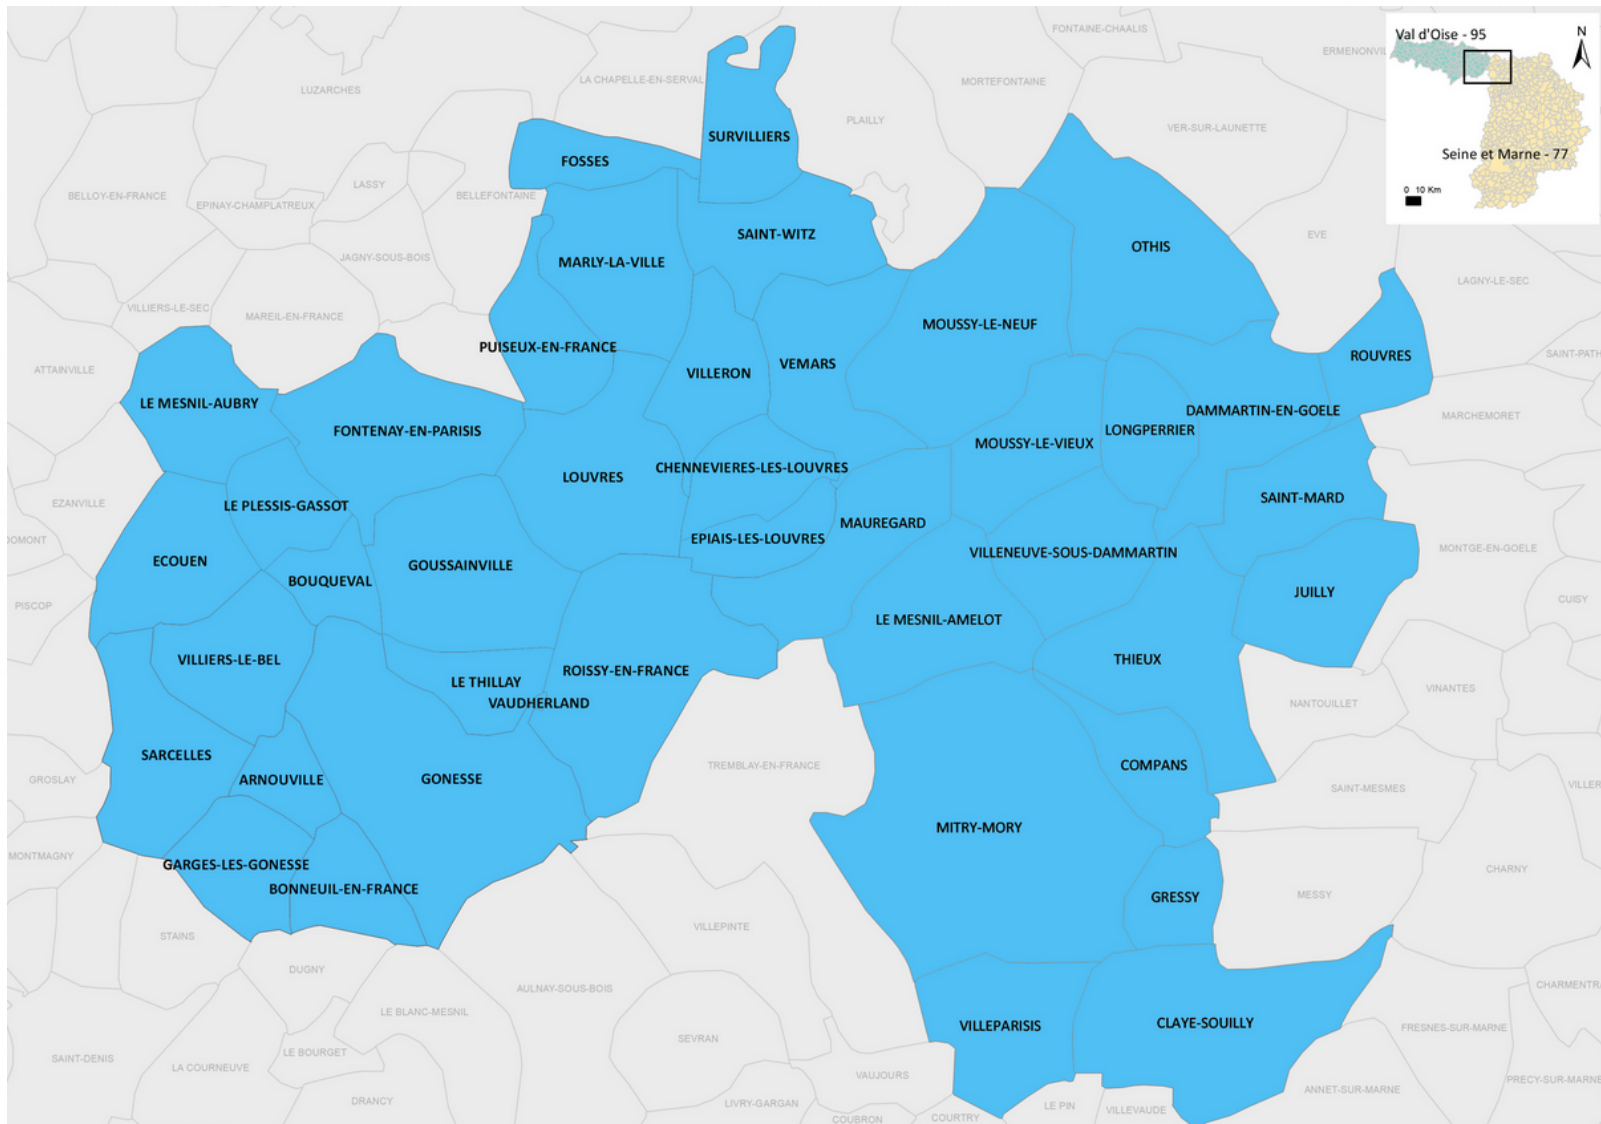 FONTAINE-CHAALIS
Val d'Oise - 95
N
ERMENONVIL
LA CHAPELLE-EN-SERVAL
MORTEFONTAINE
LUZARCHES
PLAILLY
VER-SUR-LAUNETTE
SURVILLIERS
Seine et Marne - 77
FOSSES
LASSY
BELLOY-EN-FRANCE
BELLEFONTAINE
0 10 Km
EPINAY-CHAMPLATREUX
SAINT-WITZ
EVE
OTHIS
JAGNY-SOUS-BOIS
MARLY-LA-VILLE
LAGNY-LE-SEC
VILLIERS-LE-SEC
MAREIL-EN-FRANCE
MOUSSY-LE-NEUF
PUISEUX-EN-FRANCE
SAINT-PATH
ROUVRES
VEMARS
ATTAINVILLE
VILLERON
LE MESNIL-AUBRY
DAMMARTIN-EN-GOELE
MARCHEMORET
FONTENAY-EN-PARISIS
LONGPERRIER
MOUSSY-LE-VIEUX
CHENNEVIERES-LES-LOUVRES
LOUVRES
SAINT-MARD
EZANVILLE
LE PLESSIS-GASSOT
MAUREGARD
DOMONT
EPIAIS-LES-LOUVRES
MONTGE-EN-GOELE
VILLENEUVE-SOUS-DAMMARTIN
ECOUEN
GOUSSAINVILLE
BOUQUEVAL
JUILLY
CUISY
PISCOP
LE MESNIL-AMELOT
VILLIERS-LE-BEL
THIEUX
ROISSY-EN-FRANCE
LE THILLAY
VINANTES
VAUDHERLAND
NANTOUILLET
SARCELLES
TREMBLAY-EN-FRANCE
COMPANS
GROSLAY
ARNOUVILLE
GONESSE
SAINT-MESMES
VILLER
MITRY-MORY
MONTMAGNY
GARGES-LES-GONESSE
CHARNY
BONNEUIL-EN-FRANCE
MESSY
GRESSY
VILLEPINTE
STAINS
DUGNY
CHARMENTR
AULNAY-SOUS-BOIS
LE BLANC-MESNIL
VILLEPARISIS
CLAYE-SOUILLY
FRESNES-SUR-MARNE
SEVRAN
LE BOURGET
SAINT-DENIS
LA COURNEUVE
VAUJOURS
PRECY-SUR-MARNE
ANNET-SUR-MARNE
DRANCY
LIVRY-GARGAN
LE PIN
VILLEVAUDE
COUBRON
COURTRY